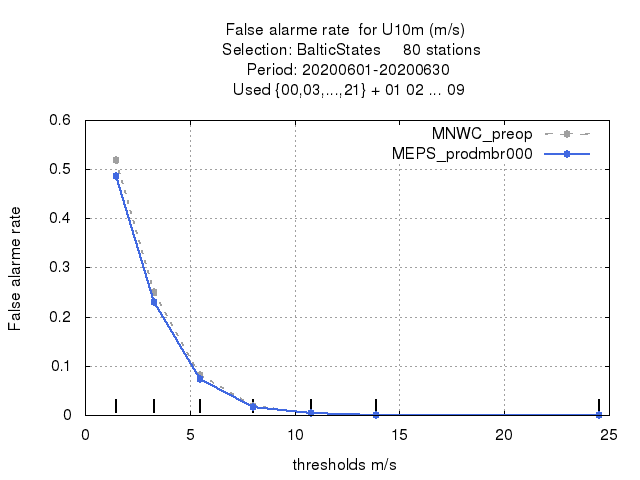 False alarme rate  for U10m (m/s)
Selection: BalticStates     80 stations
Period: 20200601-20200630
Used {00,03,...,21} + 01 02 ... 09
MNWC_preop
MEPS_prodmbr000
False alarme rate
0.6
0.5
0.4
0.3
0.2
0.1
0
0 5 10 15 20 25
thresholds m/s